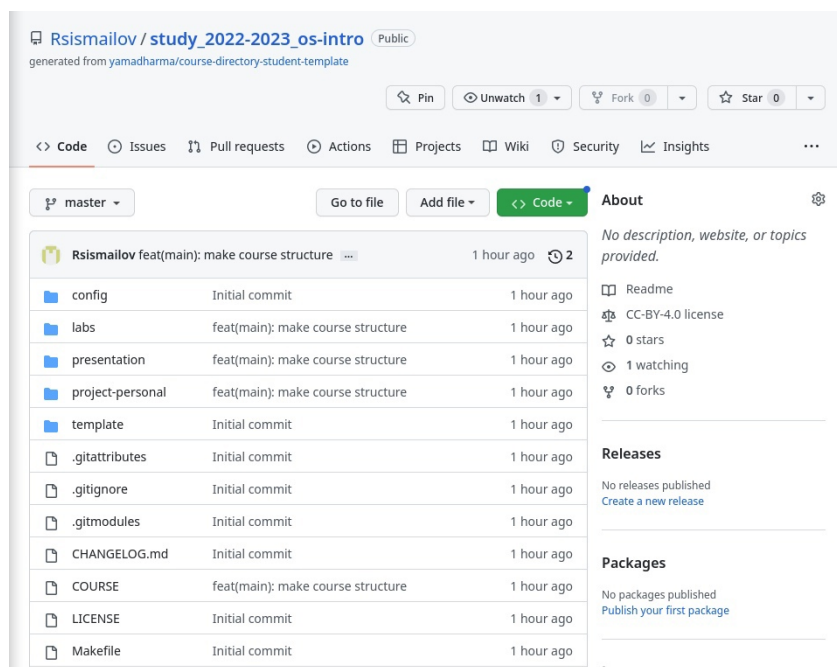 Rsismailov / study_2022-2023_os-intro Public
generated from yamadharma/course-directory-student-template
Pin Unwatch 1 Fork 0 Star 0
<> Code Issues Pull requests Actions Projects Wiki Security Insights ...
master Go to file Add file <> Code
Rsismailov feat(main): make course structure ... 1 hour ago 2
config Initial commit 1 hour ago
labs feat(main): make course structure 1 hour ago
presentation feat(main): make course structure 1 hour ago
project-personal feat(main): make course structure 1 hour ago
template Initial commit 1 hour ago
.gitattributes Initial commit 1 hour ago
.gitignore Initial commit 1 hour ago
.gitmodules Initial commit 1 hour ago
CHANGELOG.md Initial commit 1 hour ago
COURSE feat(main): make course structure 1 hour ago
LICENSE Initial commit 1 hour ago
Makefile Initial commit 1 hour ago
About
No description, website, or topics
provided.
Readme
CC-BY-4.0 license
0 stars
1 watching
0 forks
Releases
No releases published
Create a new release
Packages
No packages published
Publish your first package